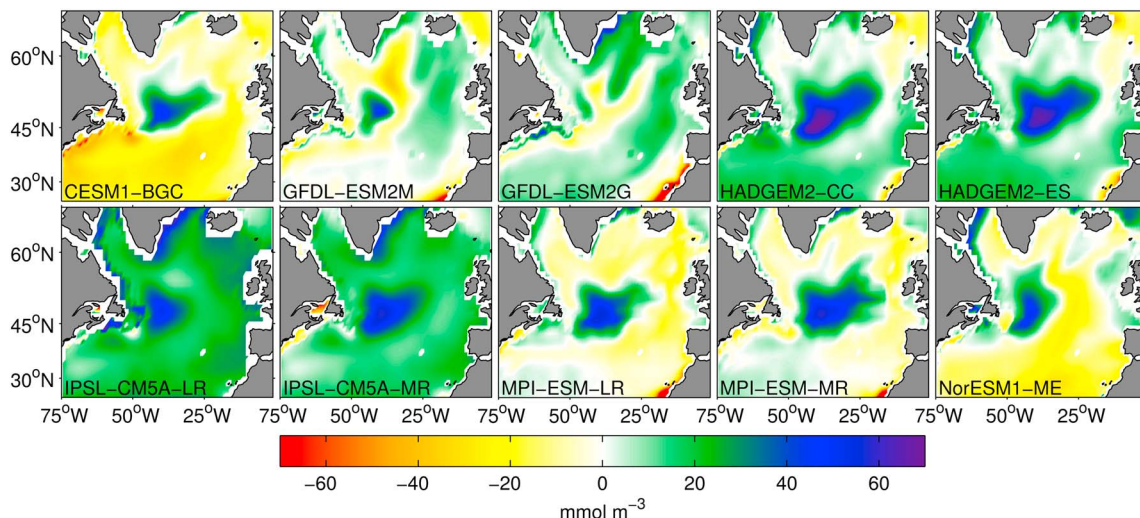 60°N
45°N
30°N
CESM1-BGC
GFDL-ESM2M
GFDL-ESM2G
HADGEM2-CC
HADGEM2-ES
60°N
45°N
30°N
IPSL-CM5A-LR
IPSL-CM5A-MR
MPI-ESM-LR
MPI-ESM-MR
NorESM1-ME
75°W 50°W 25°W 75°W 50°W 25°W 75°W 50°W 25°W 75°W 50°W 25°W 75°W 50°W 25°W
−60 −40 −20 0 20 40 60
mmol m⁻³